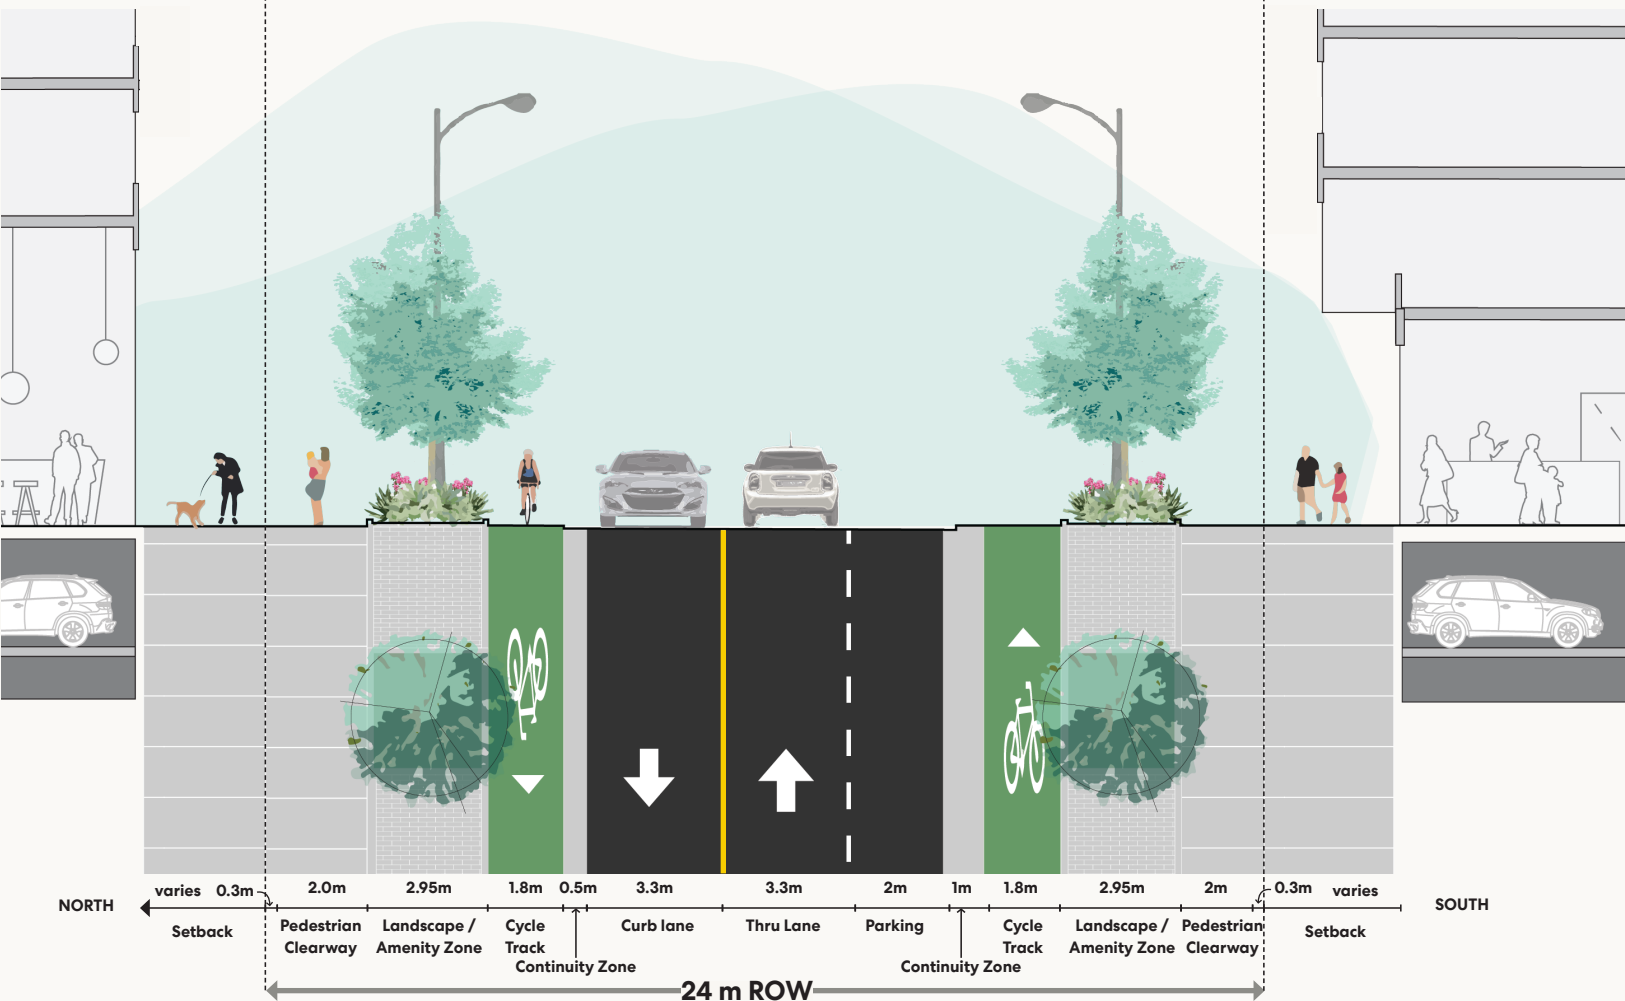 varies 0.3m 2.0m 2.95m 1.8m 0.5m 3.3m 3.3m 2m 1m 1.8m 2.95m 2m 0.3m varies
NORTH SOUTH
Setback Pedestrian Landscape / Cycle Curb lane Thru Lane Parking Cycle Landscape / Pedestrian Setback
Clearway Amenity Zone Track Track Amenity Zone Clearway
Continuity Zone Continuity Zone
24 m ROW